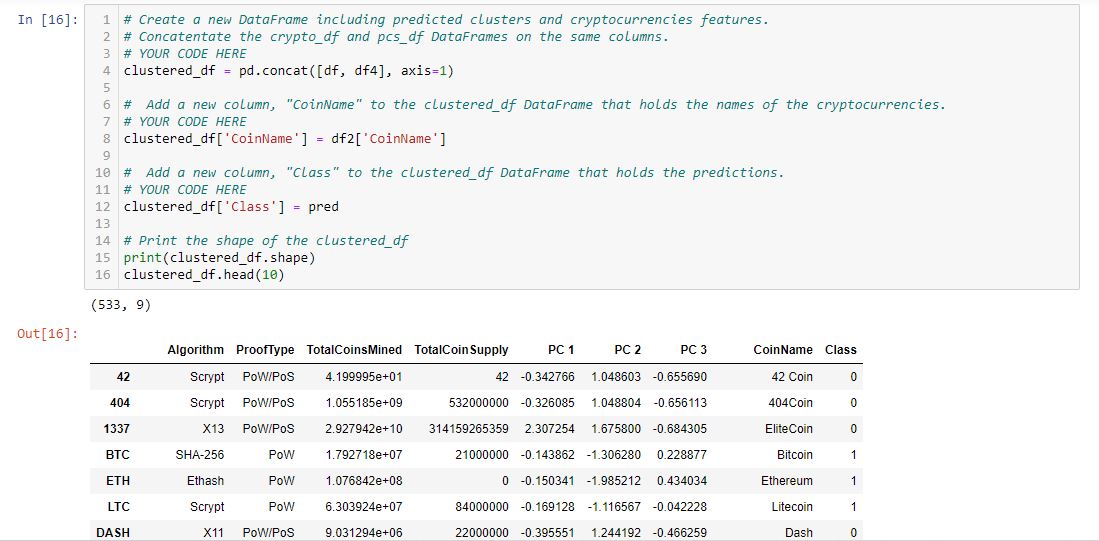 In [16]:
1 # Create a new DataFrame including predicted clusters and cryptocurrencies features.
2 # Concatentate the crypto_df and pcs_df DataFrames on the same columns.
3 # YOUR CODE HERE
4 clustered_df = pd.concat([df, df4], axis=1)
5
6 #  Add a new column, "CoinName" to the clustered_df DataFrame that holds the names of the cryptocurrencies.
7 # YOUR CODE HERE
8 clustered_df['CoinName'] = df2['CoinName']
9
10 #  Add a new column, "Class" to the clustered_df DataFrame that holds the predictions.
11 # YOUR CODE HERE
12 clustered_df['Class'] = pred
13
14 # Print the shape of the clustered_df
15 print(clustered_df.shape)
16 clustered_df.head(10)
(533, 9)
Out[16]:
Algorithm ProofType TotalCoinsMined TotalCoinSupply PC 1 PC 2 PC 3 CoinName Class
42 Scrypt PoW/PoS 4.199995e+01 42 -0.342766 1.048603 -0.655690 42 Coin 0
404 Scrypt PoW/PoS 1.055185e+09 532000000 -0.326085 1.048804 -0.656113 404Coin 0
1337 X13 PoW/PoS 2.927942e+10 314159265359 2.307254 1.675800 -0.684305 EliteCoin 0
BTC SHA-256 PoW 1.792718e+07 21000000 -0.143862 -1.306280 0.228877 Bitcoin 1
ETH Ethash PoW 1.076842e+08 0 -0.150341 -1.985212 0.434034 Ethereum 1
LTC Scrypt PoW 6.303924e+07 84000000 -0.169128 -1.116567 -0.042228 Litecoin 1
DASH X11 PoW/PoS 9.031294e+06 22000000 -0.395551 1.244192 -0.466259 Dash 0